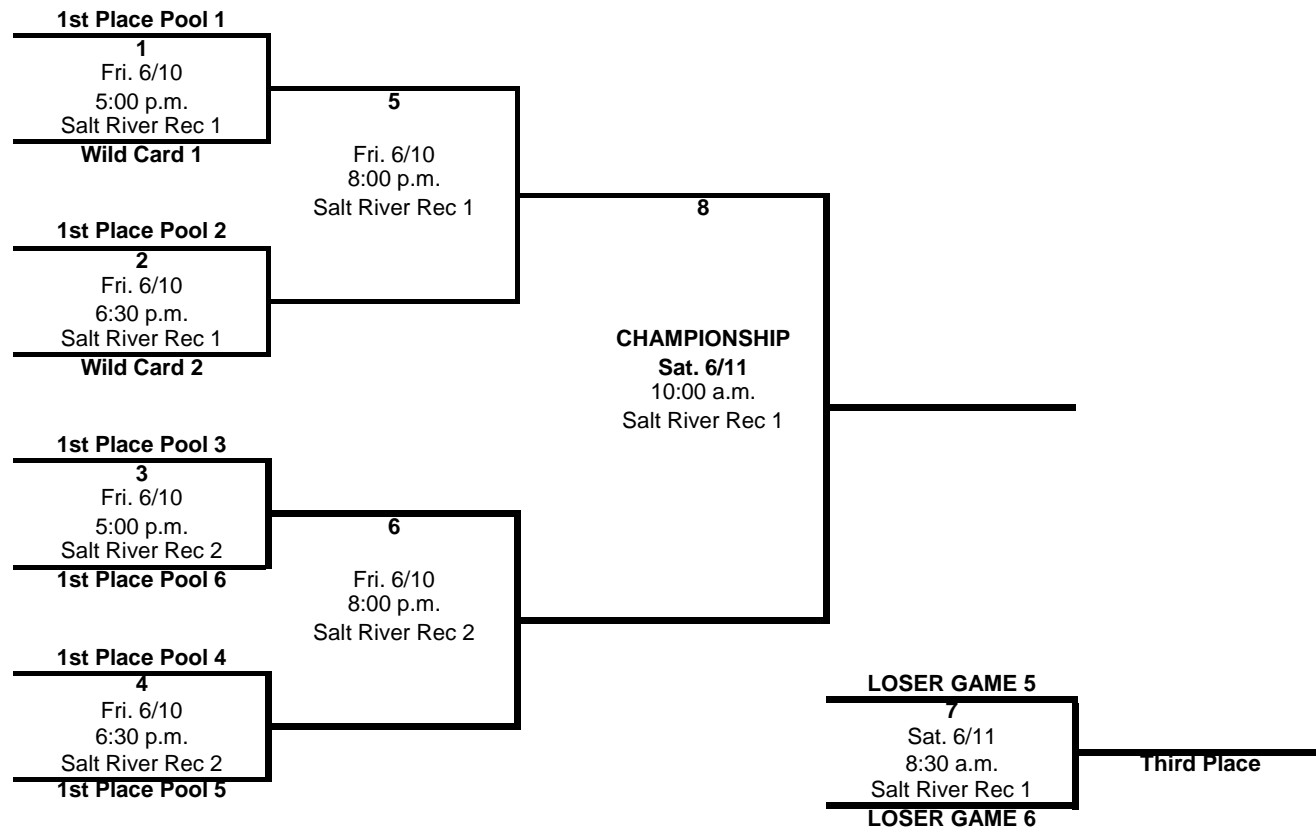 1st Place Pool 1
1
Fri. 6/10
5:00 p.m.
Salt River Rec 1
Wild Card 1
5
Fri. 6/10
8:00 p.m.
Salt River Rec 1
1st Place Pool 2
2
Fri. 6/10
6:30 p.m.
Salt River Rec 1
Wild Card 2
8
CHAMPIONSHIP
Sat. 6/11
10:00 a.m.
Salt River Rec 1
1st Place Pool 3
3
Fri. 6/10
5:00 p.m.
Salt River Rec 2
1st Place Pool 6
6
Fri. 6/10
8:00 p.m.
Salt River Rec 2
1st Place Pool 4
4
Fri. 6/10
6:30 p.m.
Salt River Rec 2
1st Place Pool 5
LOSER GAME 5
7
Sat. 6/11
8:30 a.m.
Salt River Rec 1
LOSER GAME 6
Third Place